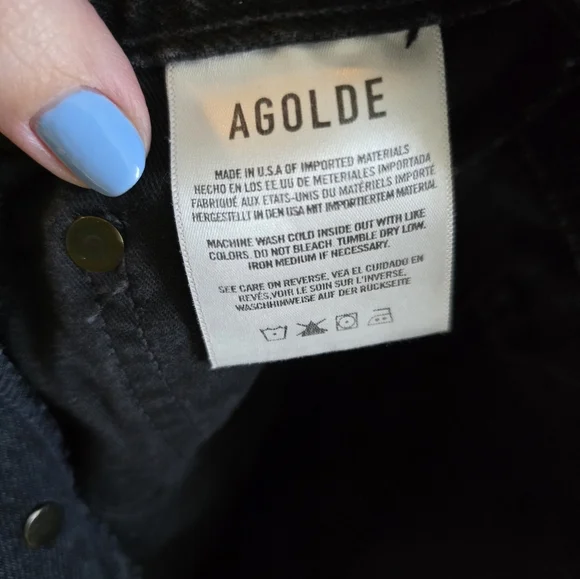 AGOLDE
MADE IN U.S.A OF IMPORTED MATERIALS
HECHO EN LOS EE.UU DE METERIALES IMPORTADA
FABRIQUÉ AUX ETATS-UNIS DU MATÉRIELS IMPORTÉ
HERGESTELLT IN DEN USA MIT IMPORTIERTEM MATERIAL
MACHINE WASH COLD INSIDE OUT WITH LIKE
COLORS. DO NOT BLEACH. TUMBLE DRY LOW.
IRON MEDIUM IF NECESSARY.
SEE CARE ON REVERSE. VEA EL CUIDADO EN
REVÉS.VOIR LE SOIN SUR L'INVERSE.
WASCHHINWEISE AUF DER RUCKSEITE